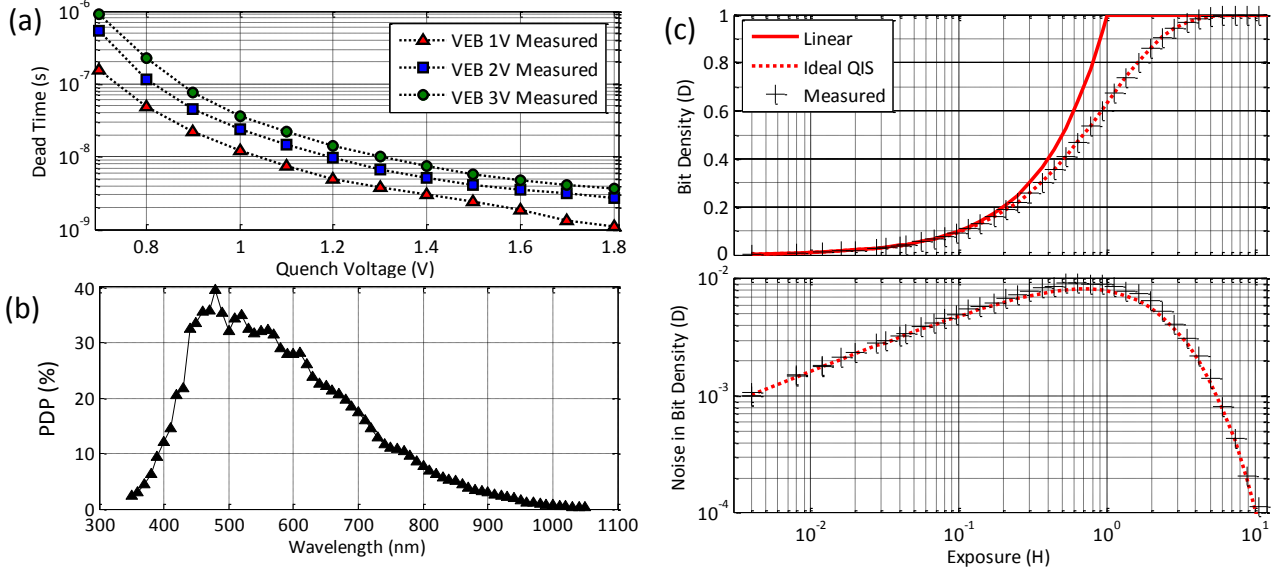 (a)
10^-6
10^-7
10^-8
10^-9
Dead Time (s)
VEB 1V Measured
VEB 2V Measured
VEB 3V Measured
0.8
1
1.2
1.4
1.6
1.8
Quench Voltage (V)
(b)
40
30
20
10
0
PDP (%)
300
400
500
600
700
800
900
1000
1100
Wavelength (nm)
(c)
1
0.8
0.6
0.4
0.2
0
Bit Density (D)
Linear
Ideal QIS
Measured
10^-2
10^-3
10^-4
Noise in Bit Density (D)
10^-2
10^-1
10^0
10^1
Exposure (H)